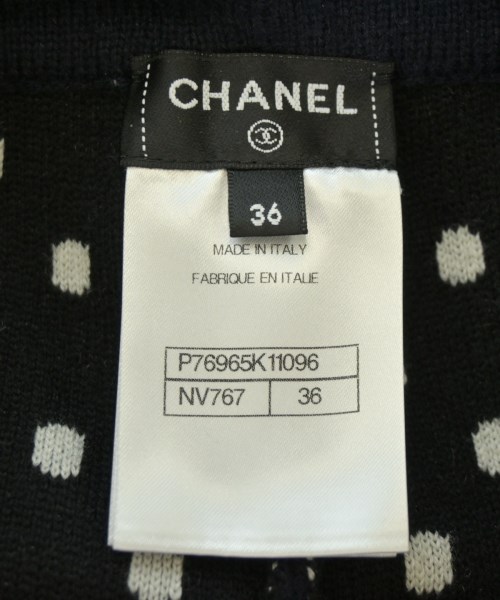 CHANEL
36
MADE IN ITALY
FABRIQUE EN ITALIE
P76965K11096
NV767 36